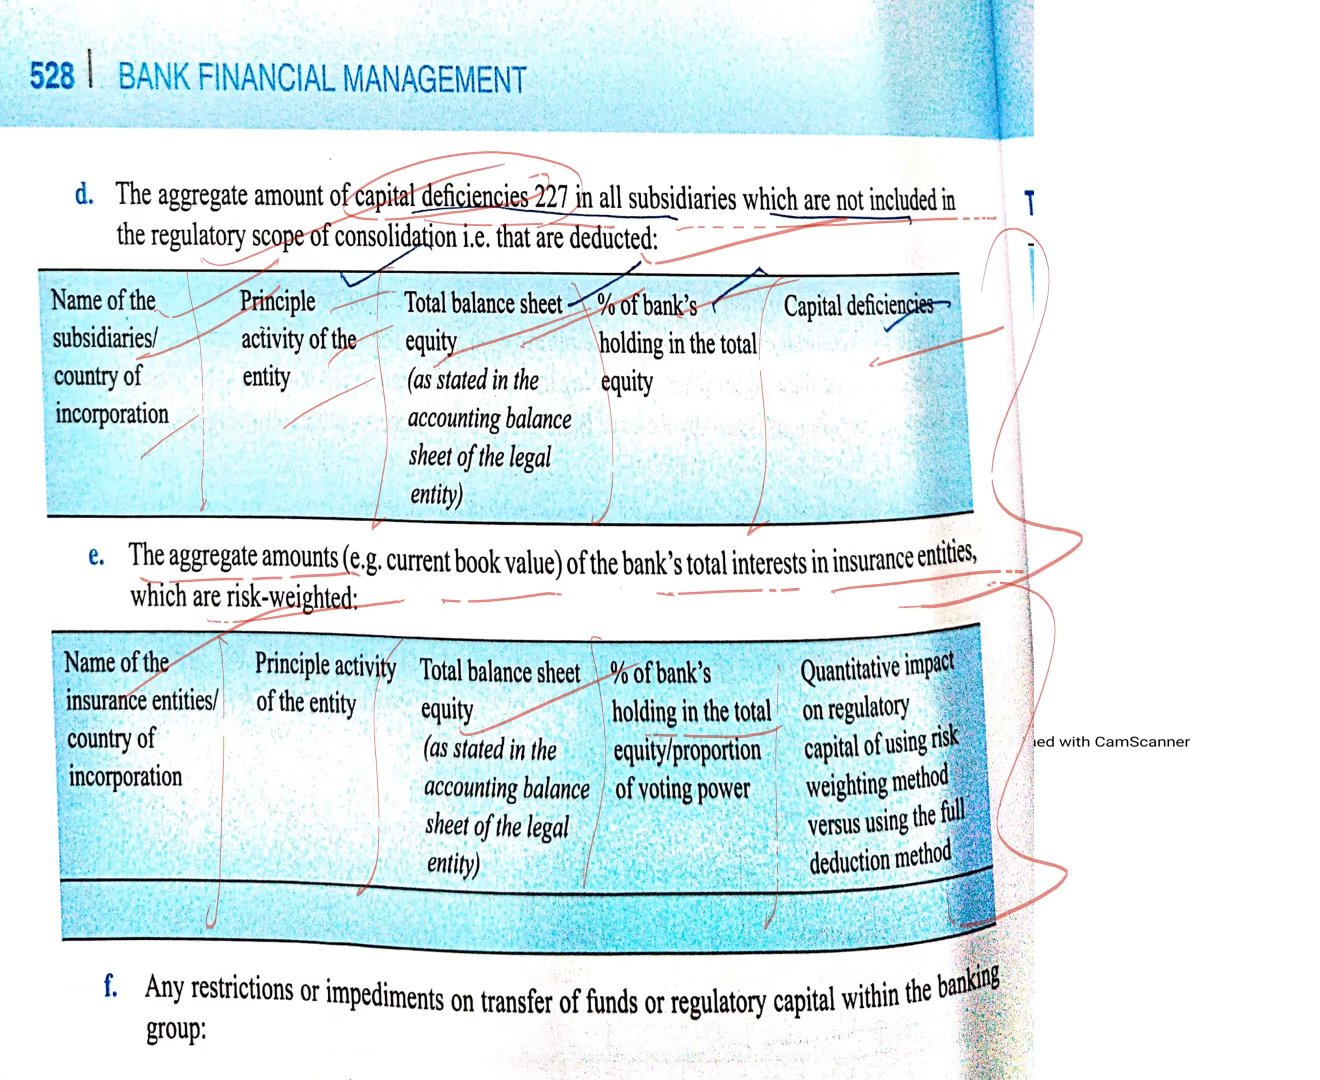 528 | BANK FINANCIAL MANAGEMENT
d. The aggregate amount of capital deficiencies 227 in all subsidiaries which are not included in
the regulatory scope of consolidation i.e. that are deducted:
Name of the subsidiaries/ country of incorporation
Principle activity of the entity
Total balance sheet equity (as stated in the accounting balance sheet of the legal entity)
% of bank's holding in the total equity
Capital deficiencies
e. The aggregate amounts (e.g. current book value) of the bank's total interests in insurance entities,
which are risk-weighted:
Name of the insurance entities/ country of incorporation
Principle activity of the entity
Total balance sheet equity (as stated in the accounting balance sheet of the legal entity)
% of bank's holding in the total equity/proportion of voting power
Quantitative impact on regulatory capital of using risk weighting method versus using the full deduction method
f. Any restrictions or impediments on transfer of funds or regulatory capital within the banking
group:
with CamScanner